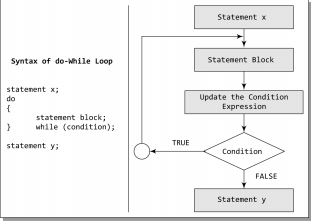 Syntax of do-While Loop
statement x;
do
{
statement block;
} while (condition);
statement y;
Statement x
Statement Block
Update the Condition
Expression
Condition
TRUE
FALSE
Statement y